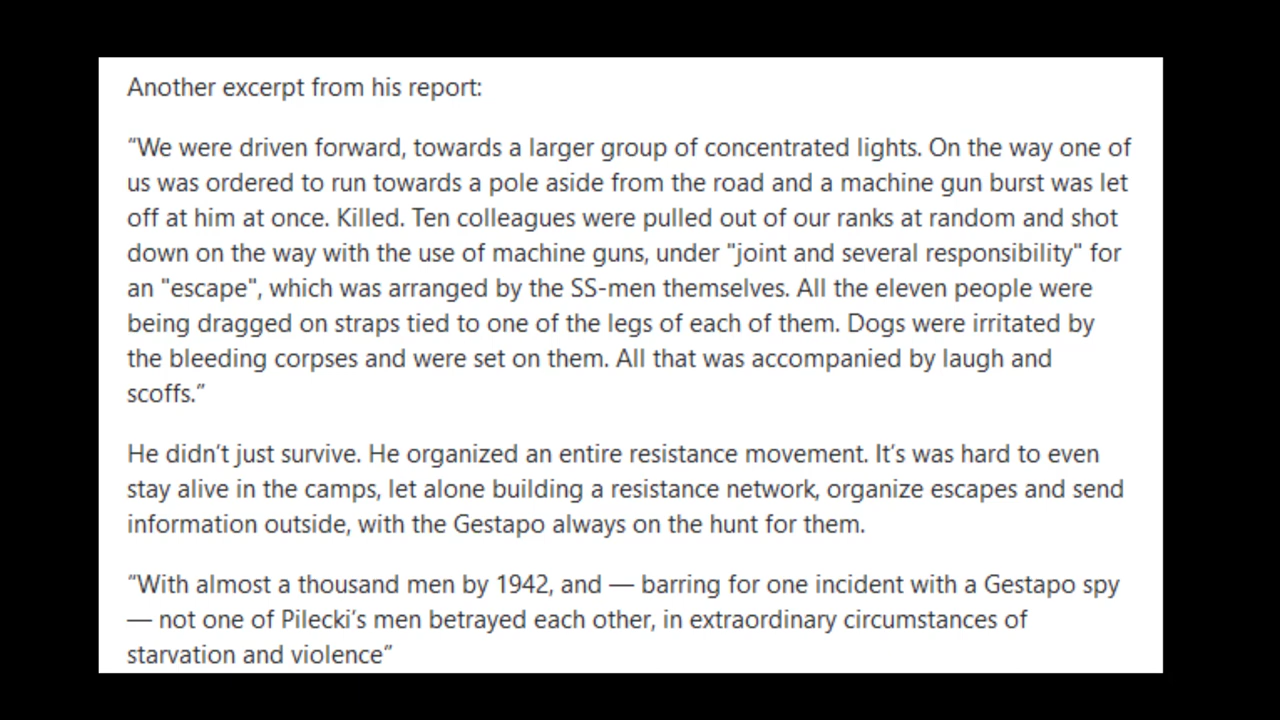 Another excerpt from his report:
“We were driven forward, towards a larger group of concentrated lights. On the way one of
us was ordered to run towards a pole aside from the road and a machine gun burst was let
off at him at once. Killed. Ten colleagues were pulled out of our ranks at random and shot
down on the way with the use of machine guns, under "joint and several responsibility" for
an "escape", which was arranged by the SS-men themselves. All the eleven people were
being dragged on straps tied to one of the legs of each of them. Dogs were irritated by
the bleeding corpses and were set on them. All that was accompanied by laugh and
scoffs.”
He didn’t just survive. He organized an entire resistance movement. It’s was hard to even
stay alive in the camps, let alone building a resistance network, organize escapes and send
information outside, with the Gestapo always on the hunt for them.
“With almost a thousand men by 1942, and — barring for one incident with a Gestapo spy
— not one of Pilecki’s men betrayed each other, in extraordinary circumstances of
starvation and violence”